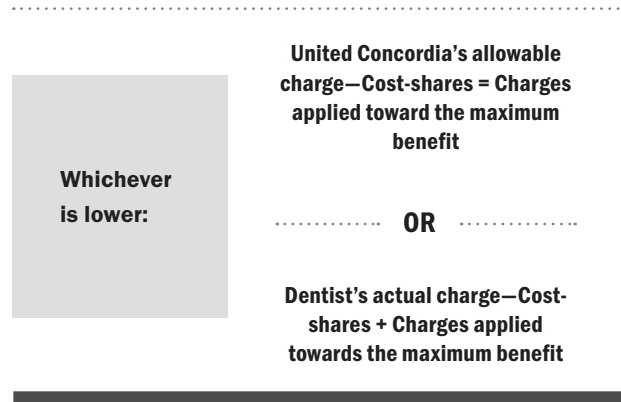 United Concordia's allowable
charge—Cost-shares = Charges
applied toward the maximum
benefit
Whichever
is lower:
OR
Dentist's actual charge—Cost-
shares + Charges applied
towards the maximum benefit